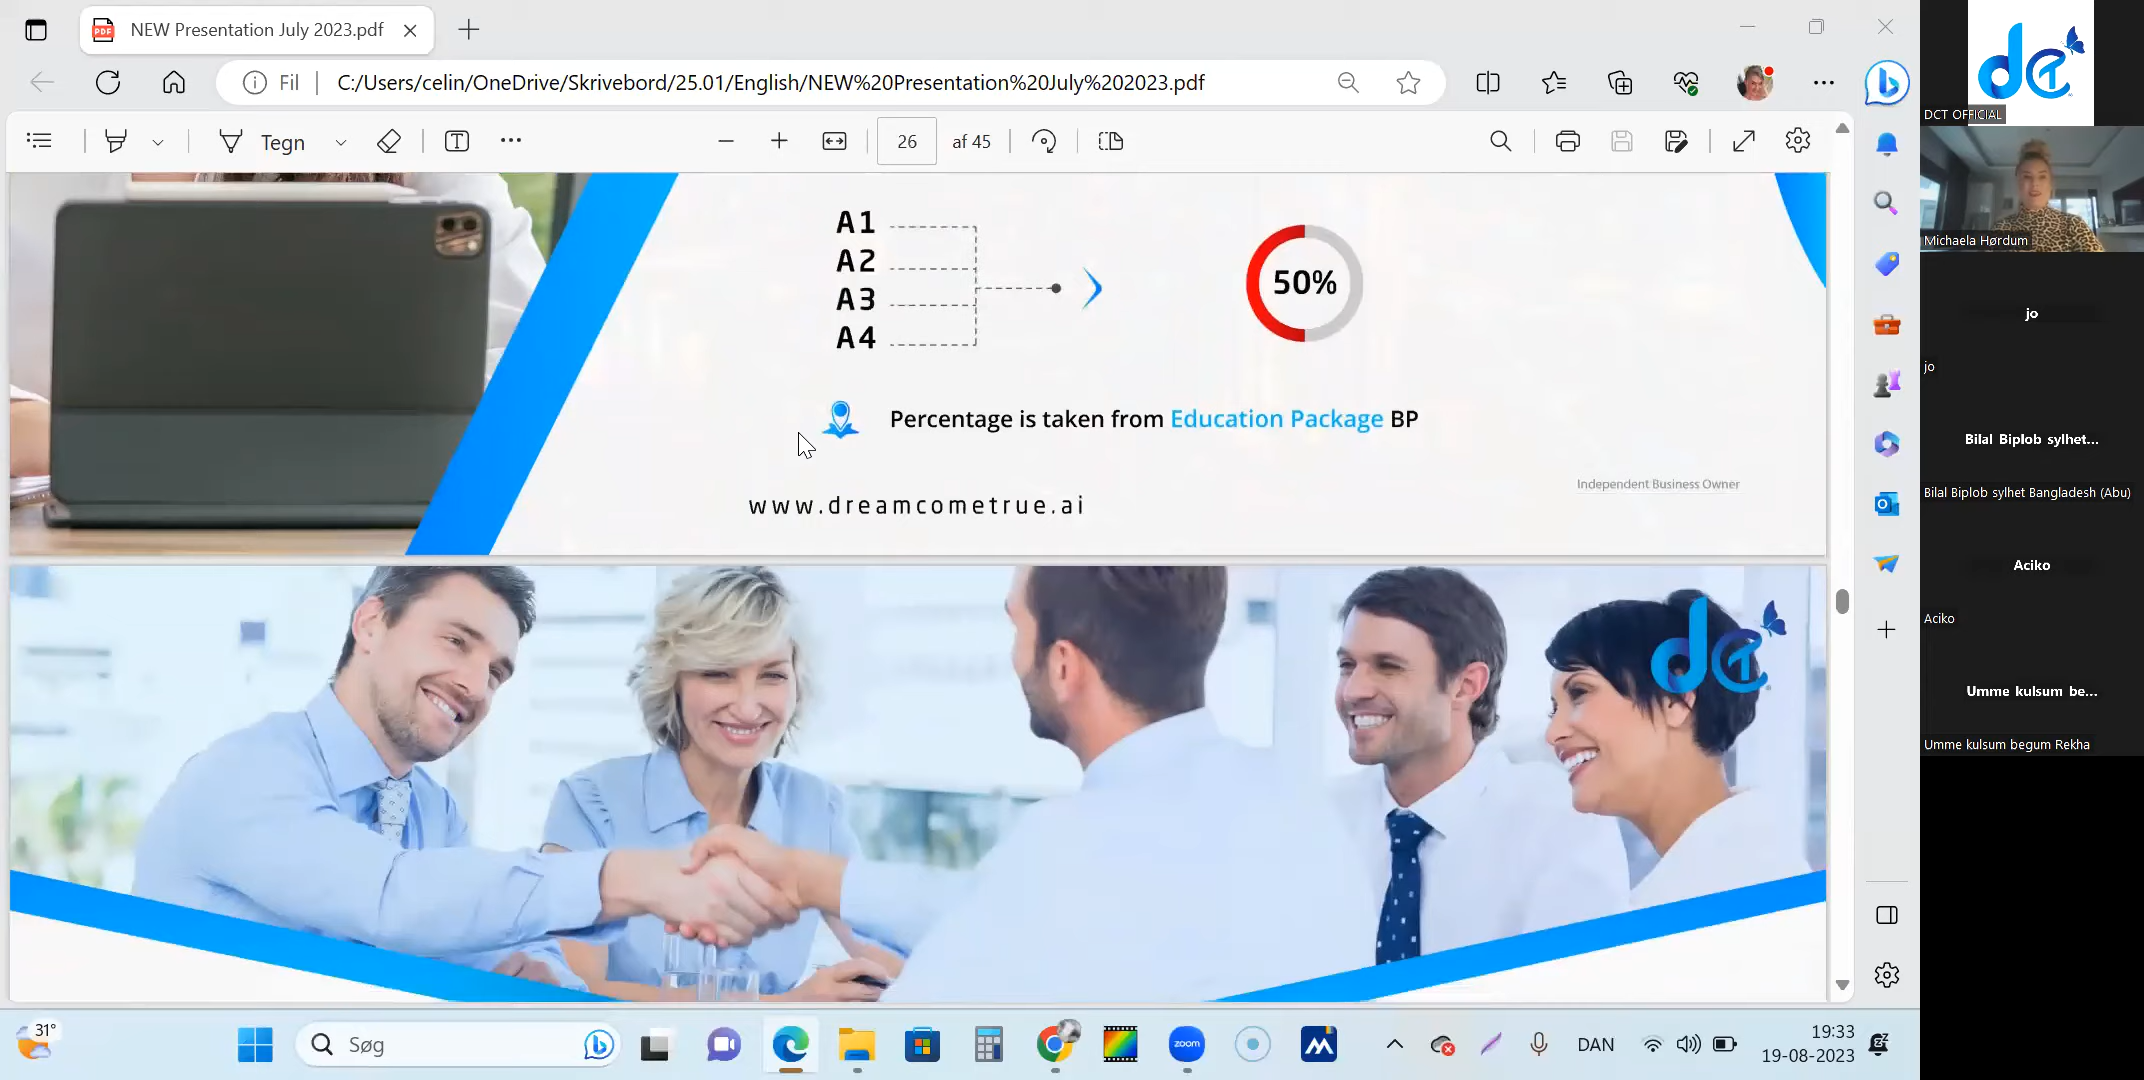 NEW Presentation July 2023.pdf
Fil
C:/Users/celin/OneDrive/Skrivebord/25.01/English/NEW%20Presentation%20July%202023.pdf
Tegn
26
af 45
A1
A2
A3
A4
50%
Percentage is taken from Education Package BP
Independent Business Owner
www.dreamcometrue.ai
dct
DCT OFFICIAL
Michaela Hørdum
jo
jo
Bilal Biplob sylhet...
Bilal Biplob sylhet Bangladesh (Abu)
Aciko
Aciko
Umme kulsum be...
Umme kulsum begum Rekha
dct
31°
Søg
zoom
DAN
19:33
19-08-2023